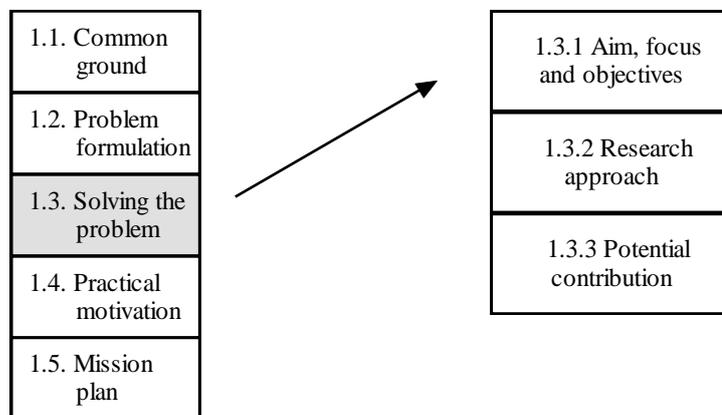 1.1. Common
ground
1.2. Problem
formulation
1.3. Solving the
problem
1.4. Practical
motivation
1.5. Mission
plan
1.3.1 Aim, focus
and objectives
1.3.2 Research
approach
1.3.3 Potential
contribution